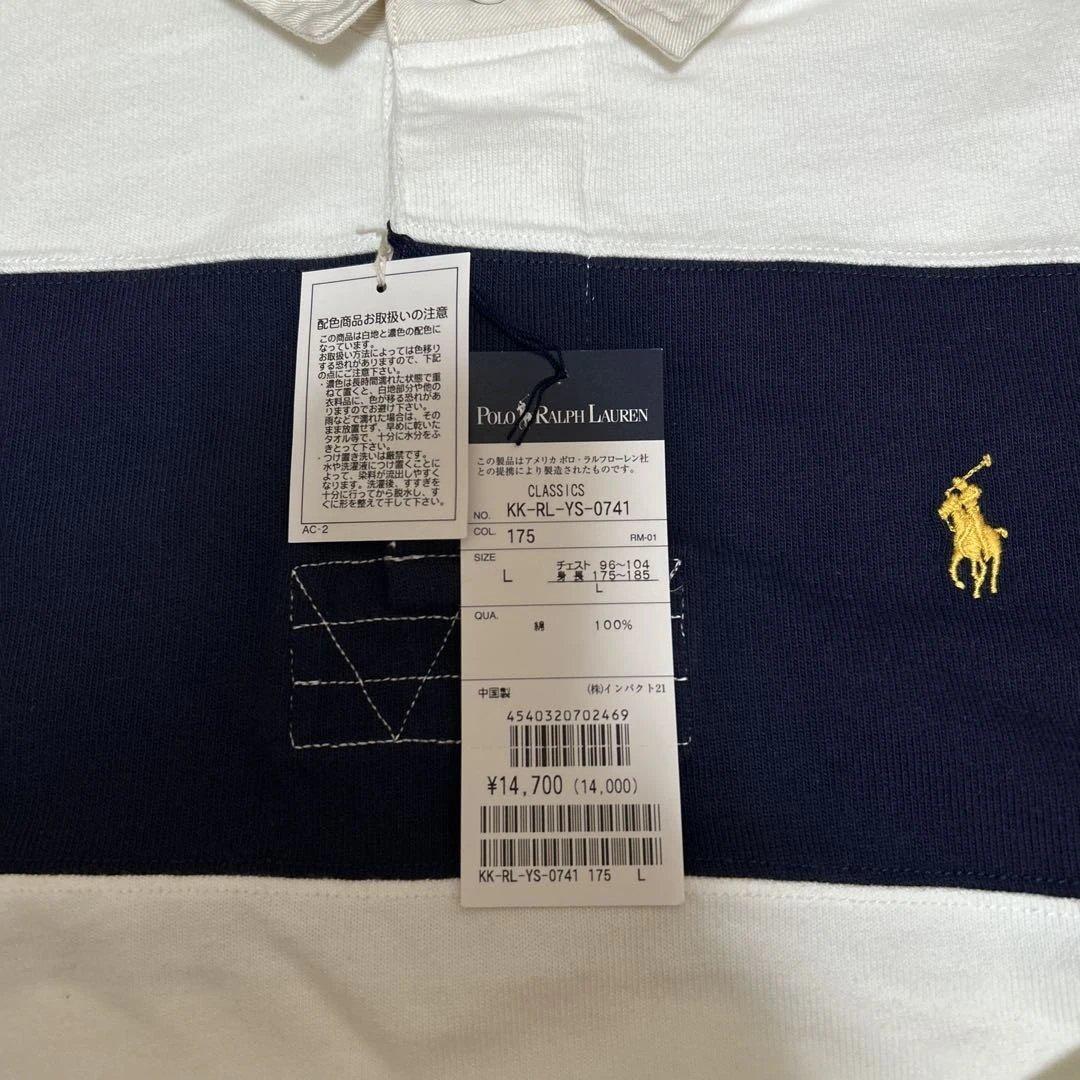 配色商品お取扱いの注意
この商品は白地と濃色の配色に
なっています。
お取扱い方法によっては色移り
する恐れがありますので、下記
の点にご注意下さい。
・濃色は長時間濡れた状態で重
ねて置くと、白地部分や他の
衣料品に、色が移る恐れがあ
りますのでお避け下さい。
雨などで濡れた場合は、その
まま放置せず、早めに乾いた
タオル等で、十分に水分をふ
きとって下さい。
・つけ置き洗いは厳禁です。
水や洗濯液につけ置くことに
よって、染料が流出しやすく
なります。洗濯後、すすぎを
十分に行ってから脱水し、す
ぐに形を整えて干して下さい。
AC-2
POLO RALPH LAUREN
この製品はアメリカ ポロ・ラルフローレン社
との提携により製造されたものです。
CLASSICS
NO. KK-RL-YS-0741
COL. 175 RM-01
SIZE L チェスト 96~104
身長 175~185
L
QUA. 綿 100%
中国製 (株)インパクト21
4540320702469
¥14,700 (14,000)
KK-RL-YS-0741 175 L